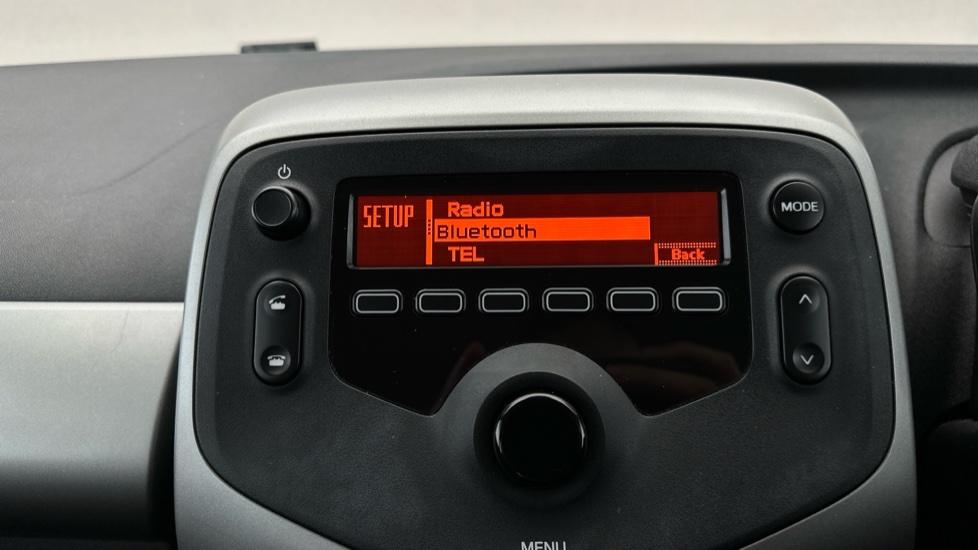 SETUP
Radio
Bluetooth
TEL
Back
MODE
MENU